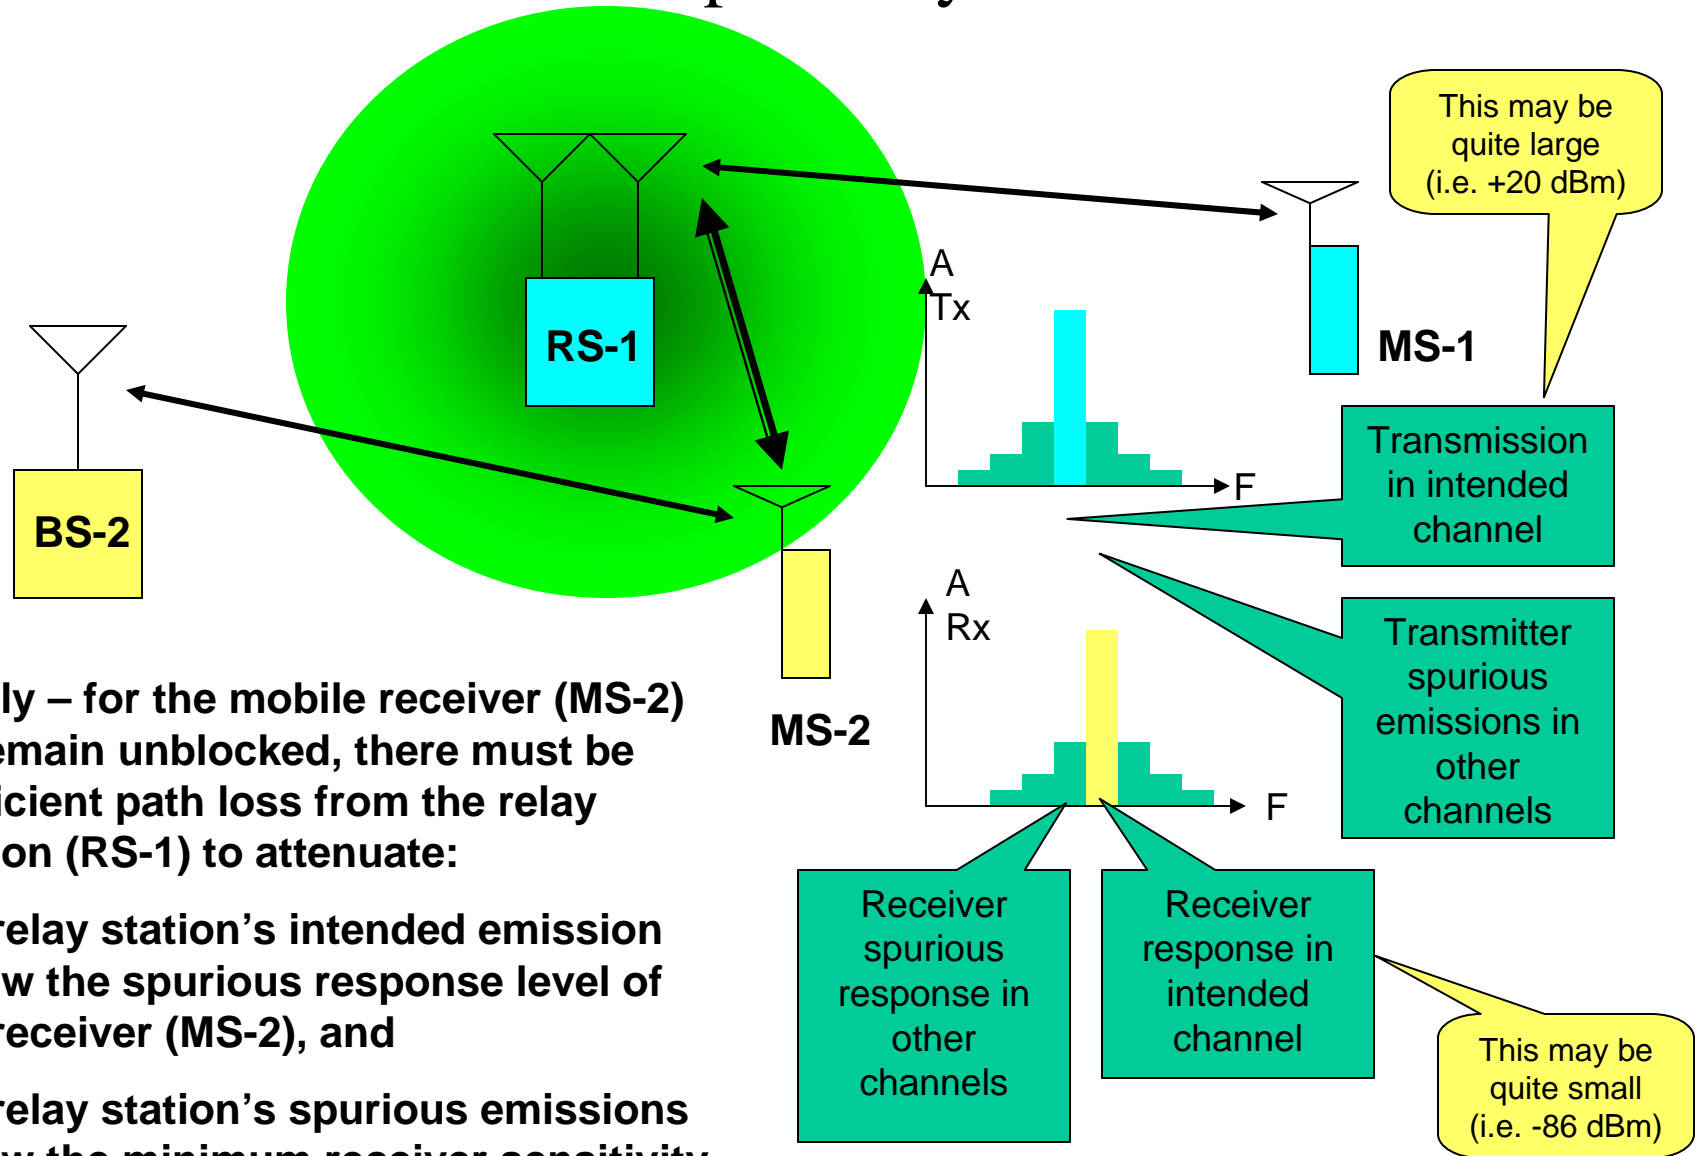 This may be
quite large
(i.e. +20 dBm)
A
Tx
RS-1
MS-1
Transmission
in intended
channel
F
BS-2
A
Rx
Transmitter
spurious
emissions in
other
channels
MS-2
F
ly – for the mobile receiver (MS-2)
emain unblocked, there must be
icient path loss from the relay
on (RS-1) to attenuate:
relay station’s intended emission
w the spurious response level of
receiver (MS-2), and
relay station’s spurious emissions
w the minimum receiver sensitivity
Receiver
spurious
response in
other
channels
Receiver
response in
intended
channel
This may be
quite small
(i.e. -86 dBm)